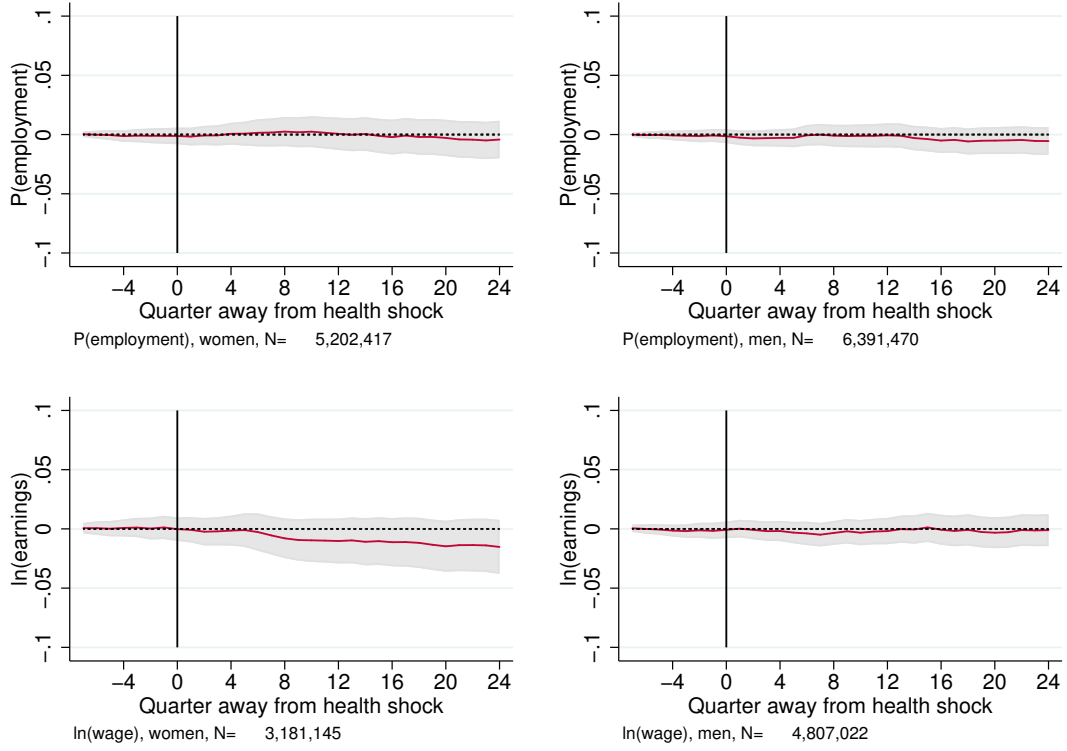 .1
.05
0
−.05
−.1
P(employment)
−4 0 4 8 12 16 20 24
Quarter away from health shock
P(employment), women, N= 5,202,417
.1
.05
0
−.05
−.1
P(employment)
−4 0 4 8 12 16 20 24
Quarter away from health shock
P(employment), men, N= 6,391,470
.1
.05
0
−.05
−.1
ln(earnings)
−4 0 4 8 12 16 20 24
Quarter away from health shock
ln(wage), women, N= 3,181,145
.1
.05
0
−.05
−.1
ln(earnings)
−4 0 4 8 12 16 20 24
Quarter away from health shock
ln(wage), men, N= 4,807,022